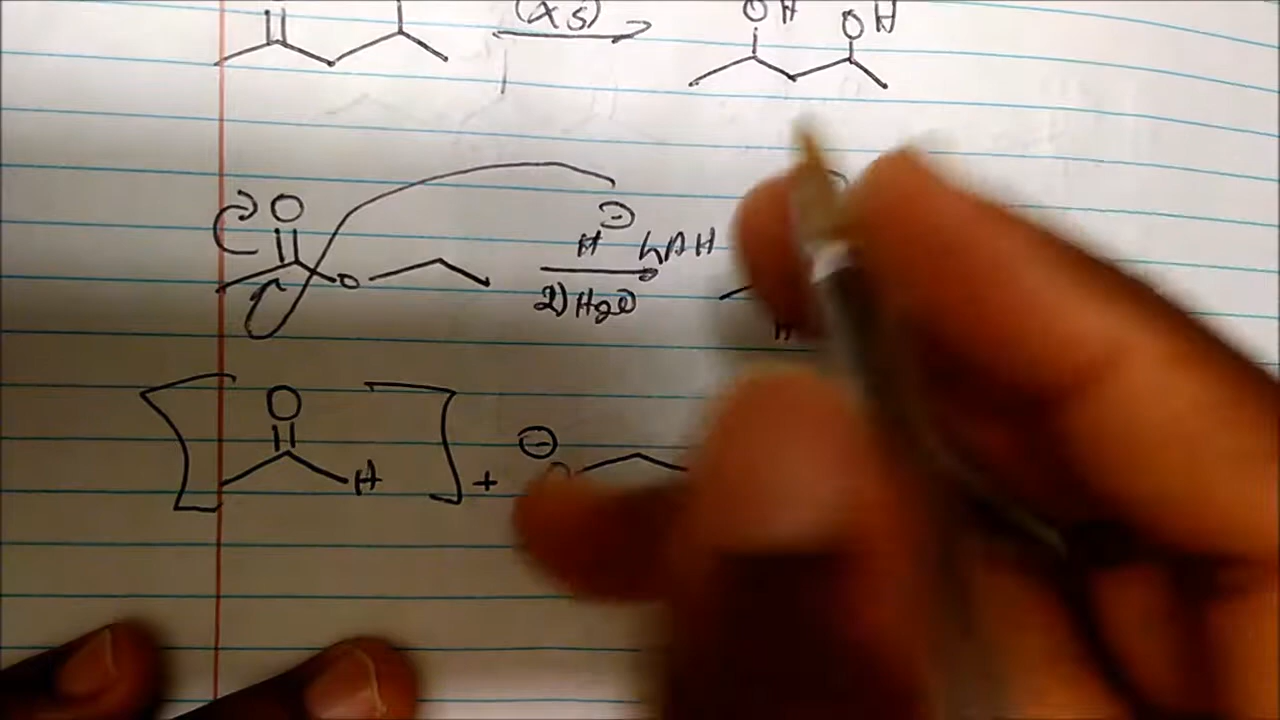 (XS)
OH OH
O
⊖
O H LAH
2) H2O
H
O
⊖
H +